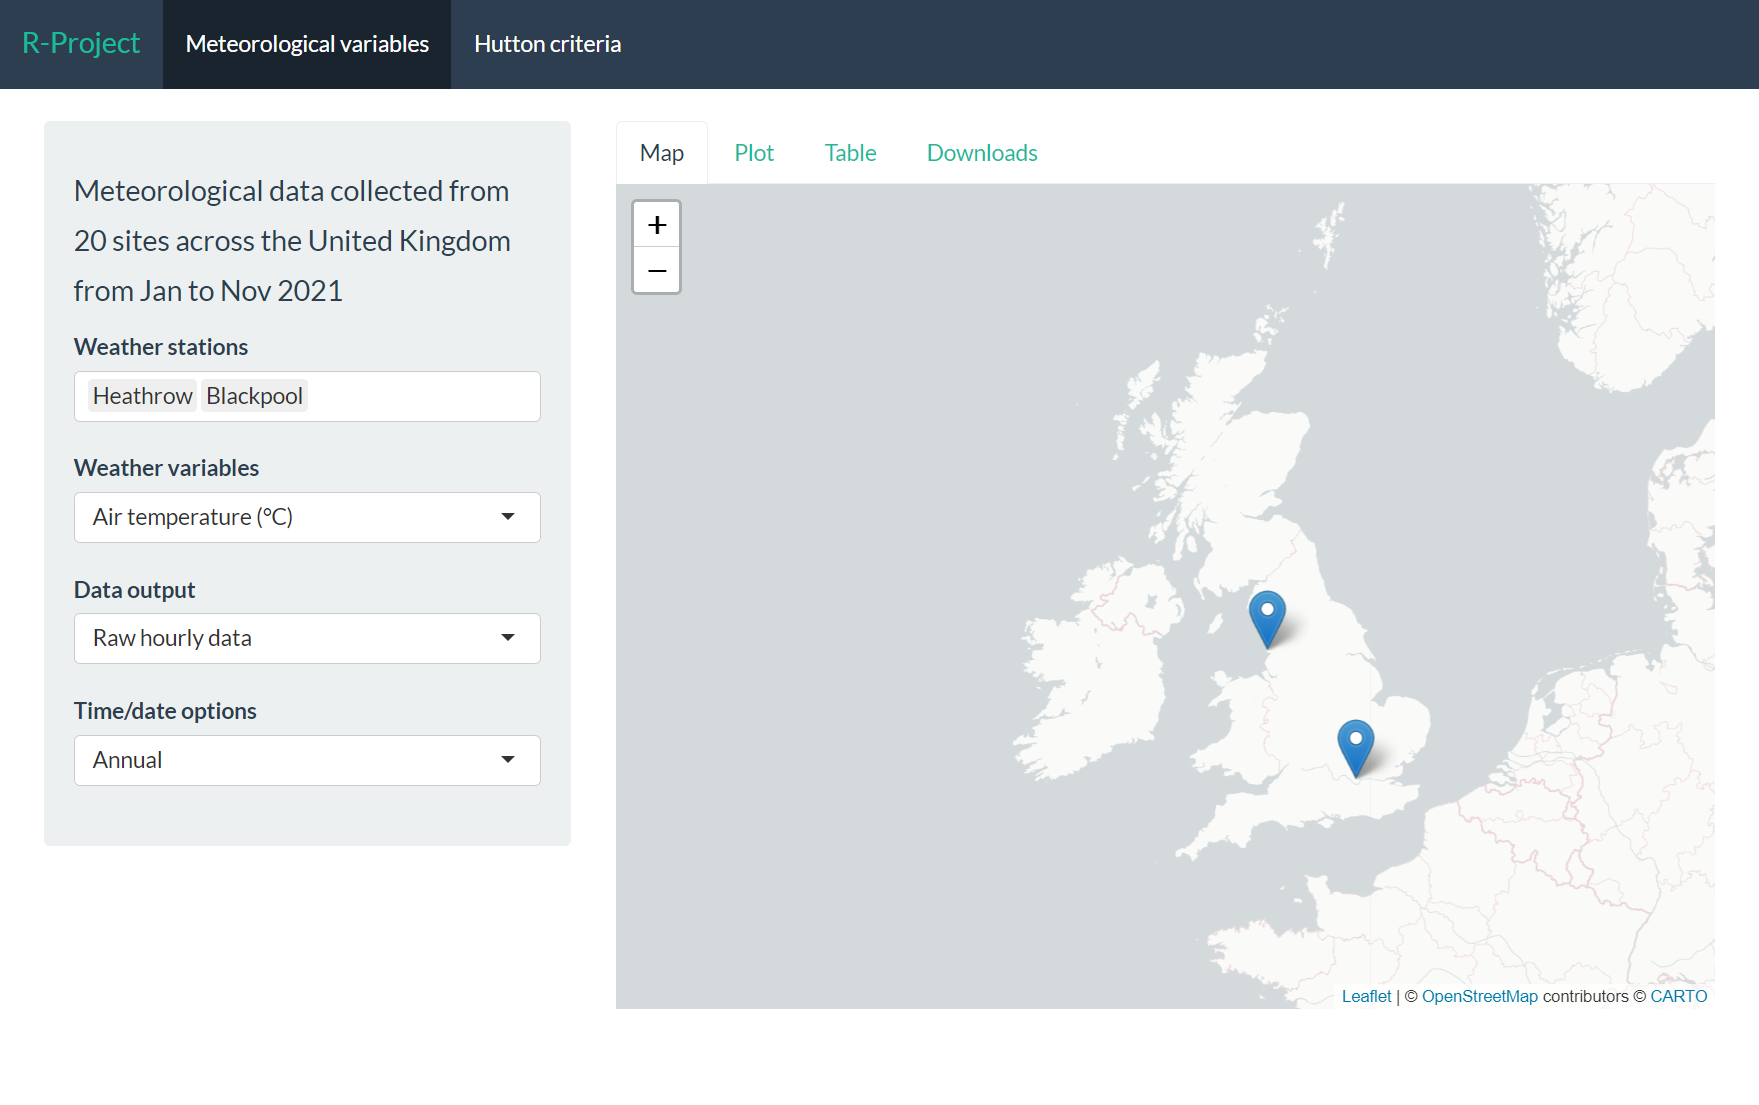 R-Project
Meteorological variables
Hutton criteria
Meteorological data collected from
20 sites across the United Kingdom
from Jan to Nov 2021
Weather stations
Heathrow Blackpool
Weather variables
Air temperature (°C)
Data output
Raw hourly data
Time/date options
Annual
Map
Plot
Table
Downloads
+
−
Leaflet | © OpenStreetMap contributors © CARTO